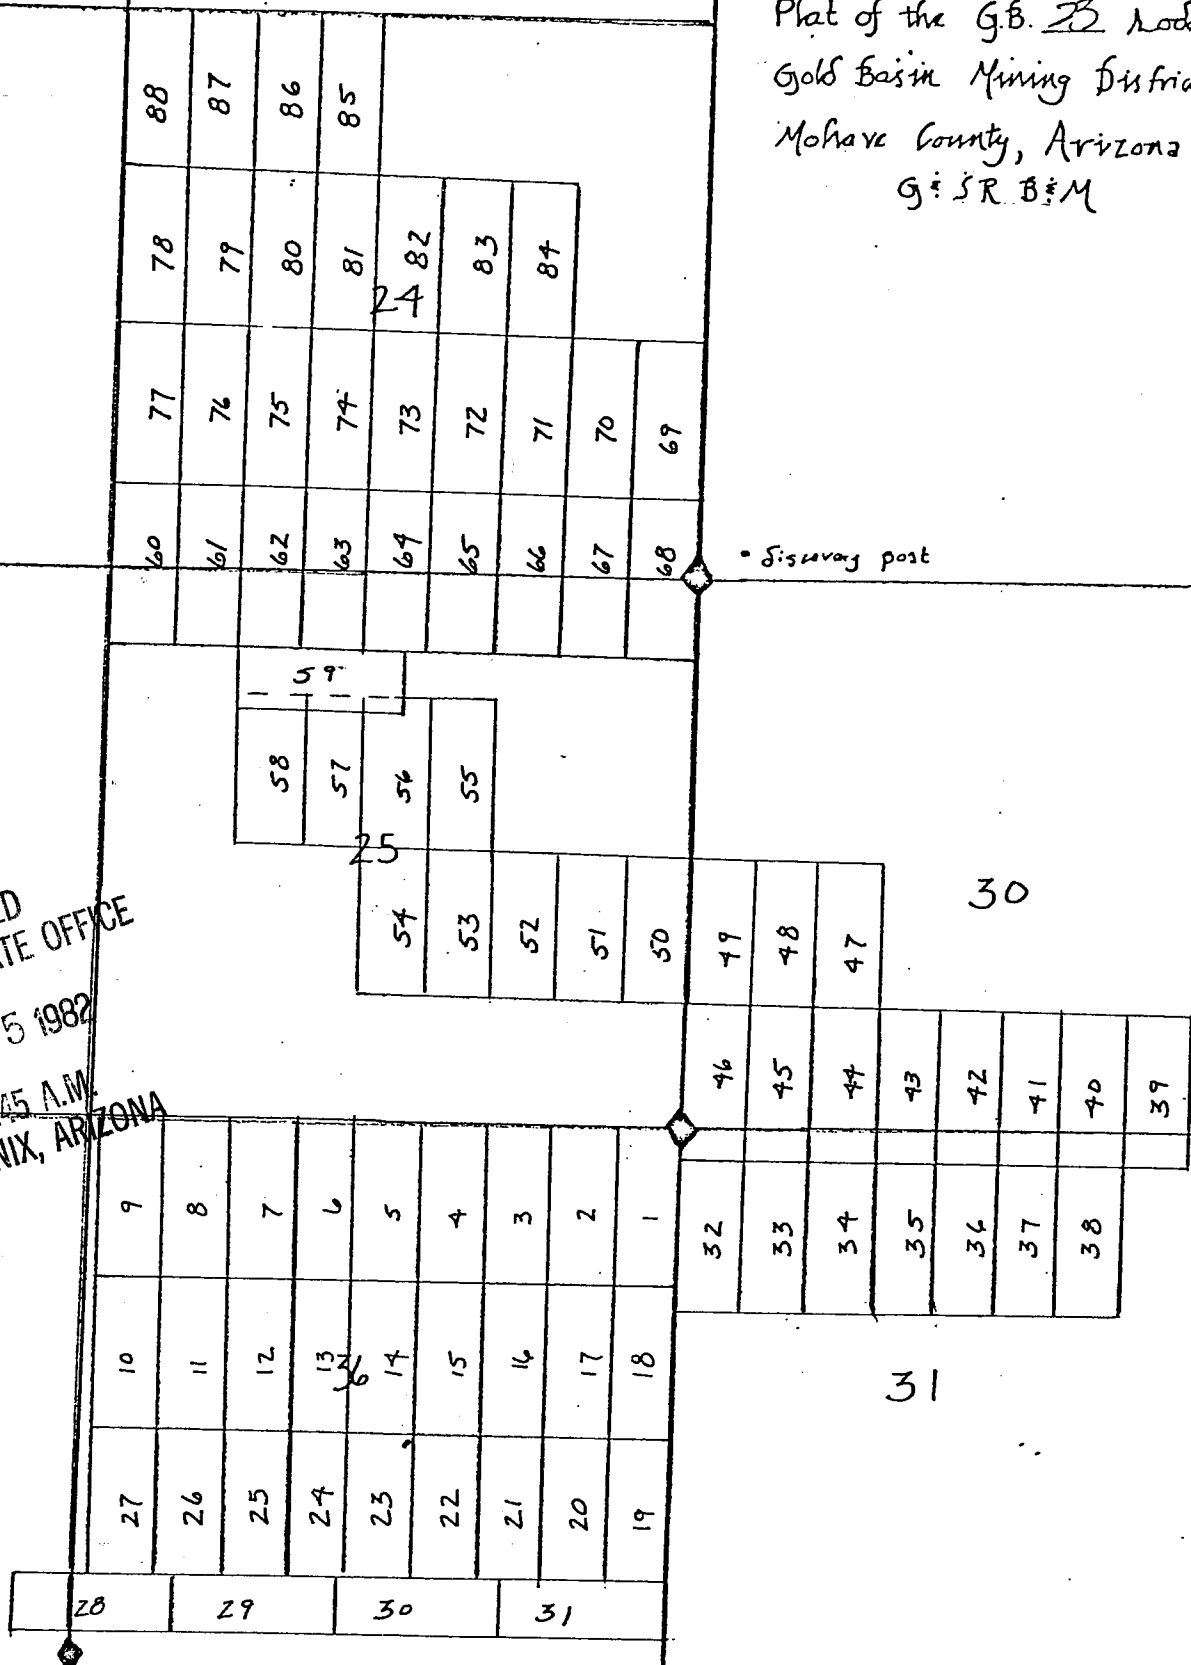 Plat of the G.B. 23
Gold Basin Mining
Mohave County, Arizona
G & S R B & M
88 87 86 85
78 79 80 81 82 83 84
24
77 76 75 74 73 72 71 70 69
60 61 62 63 64 65 66 67 68
• discovery post
59
58 57 56 55
25
30
54 53 52 51 50 49 48 47
OFFICE
5 1982
46 45 44 43 42 41 40 39
45 A.M.
ARIZONA
9 8 7 6 5 4 3 2 1
32 33 34 35 36 37 38
10 11 12 13 14 15 16 17 18
36
31
27 26 25 24 23 22 21 20 19
28 29 30 31